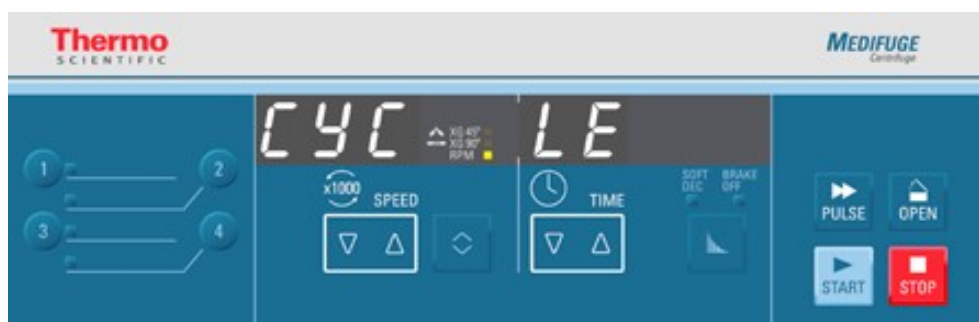 Thermo
SCIENTIFIC
MEDIFUGE
Centrifuge
CYC LE
XG 45°
XG 90°
RPM
x1000 SPEED
TIME
SOFT DEC
BRAKE OFF
1
2
3
4
PULSE
OPEN
START
STOP